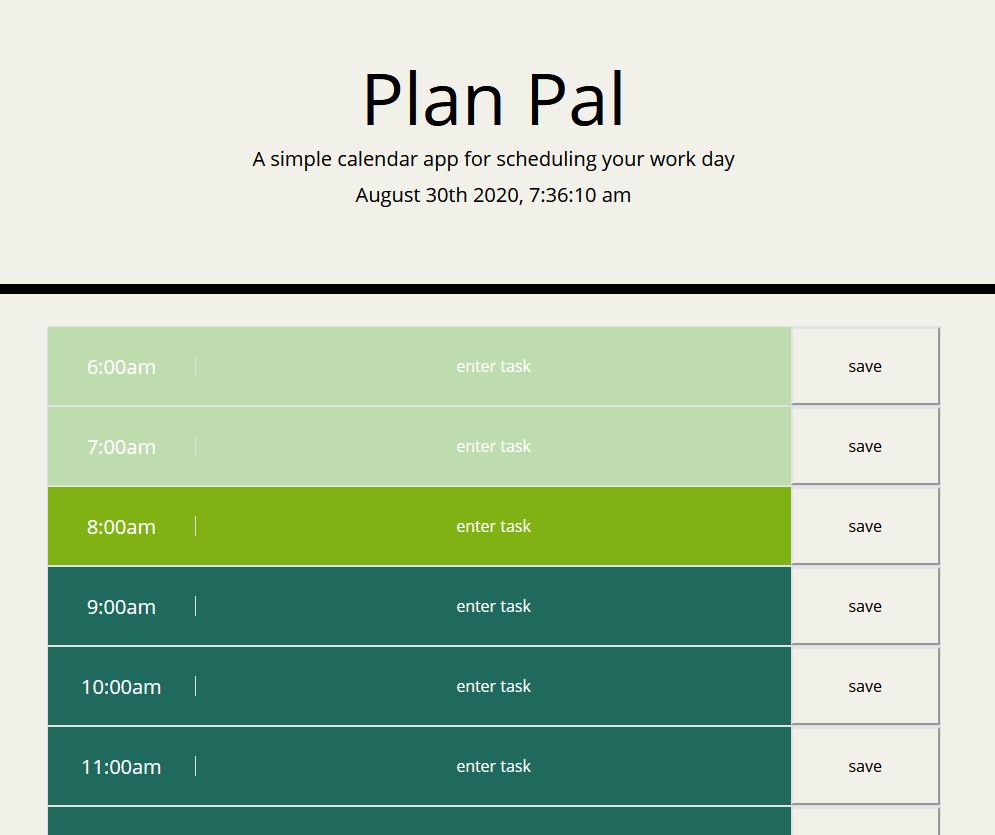 Plan Pal
A simple calendar app for scheduling your work day
August 30th 2020, 7:36:10 am
6:00am enter task save
7:00am enter task save
8:00am enter task save
9:00am enter task save
10:00am enter task save
11:00am enter task save